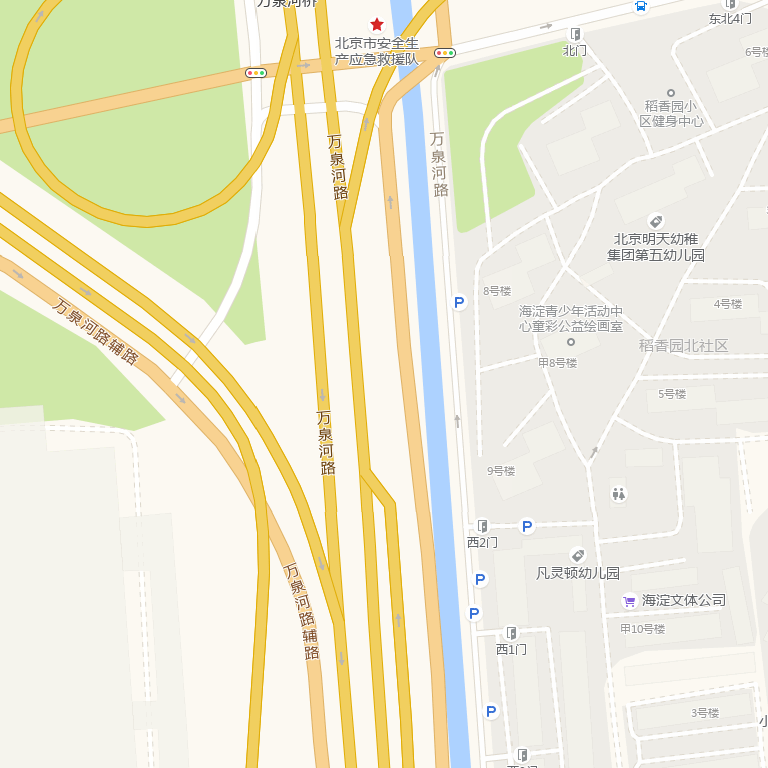 万泉河桥
东北4门
北京市安全生
产应急救援队
北门
6号
稻香园小
区健身中心
万泉河路
万泉河路
北京明天幼稚
集团第五幼儿园
8号楼
4号楼
海淀青少年活动中
心童彩公益绘画室
万泉河路辅路
稻香园北社区
甲8号楼
5号楼
万泉河路
9号楼
西2门
凡灵顿幼儿园
海淀文体公司
万泉河路辅路
甲10号楼
西1门
3号楼
小